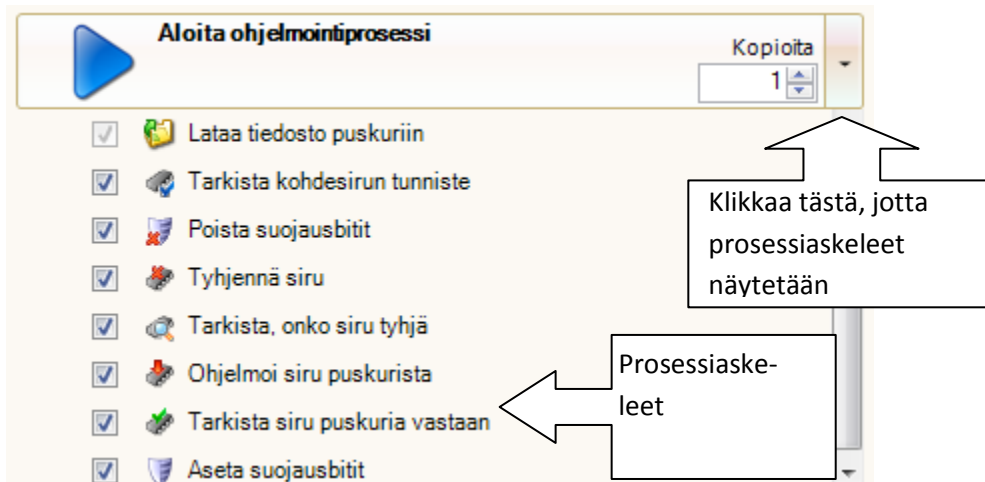 Aloita ohjelmointiprosessi
Kopioita
1
Lataa tiedosto puskuriin
Tarkista kohdesirun tunniste
Poista suojausbitit
Tyhjennä siru
Tarkista, onko siru tyhjä
Ohjelmoi siru puskurista
Tarkista siru puskuria vastaan
Aseta suojausbitit
Klikkaa tästä, jotta
prosessiaskeleet
näytetään
Prosessiaske-
leet